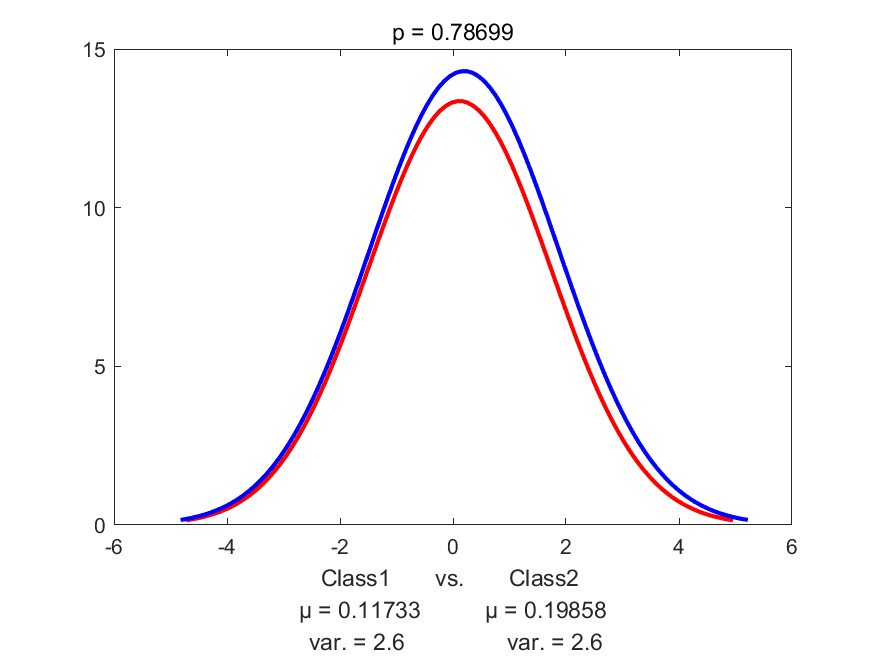 p = 0.78699
15
10
5
0
-6 -4 -2 0 2 4 6
Class1 vs. Class2
μ = 0.11733 μ = 0.19858
var. = 2.6 var. = 2.6